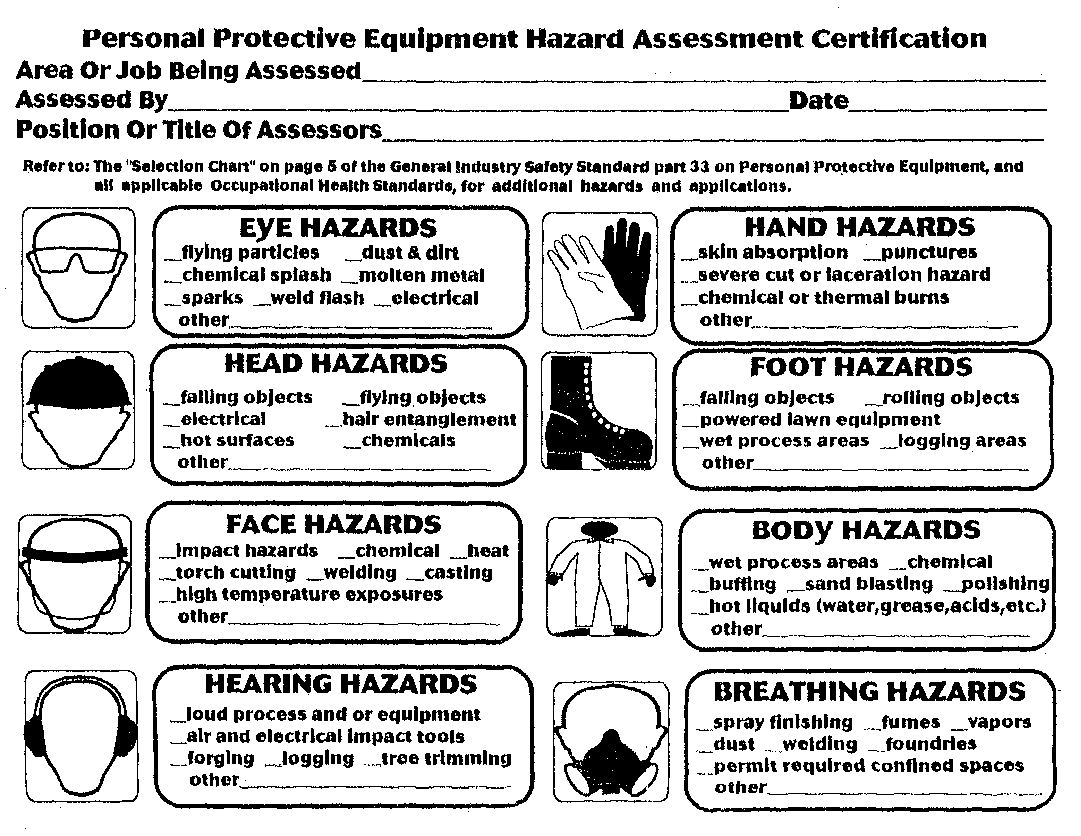 Personal Protective Equipment Hazard Assessment Certification
Area Or Job Being Assessed
Assessed By Date
Position Or Title Of Assessors
Refer to: The "Selection Chart" on page 5 of the General Industry Safety Standard part 33 on Personal Protective Equipment, and
all applicable Occupational Health Standards, for additional hazards and applications.
EyE HAZARDS
__flying particles __dust & dirt
__chemical splash __molten metal
__sparks __weld flash __electrical
other
HAND HAZARDS
__skin absorption __punctures
__severe cut or laceration hazard
__chemical or thermal burns
other
HEAD HAZARDS
__falling objects __flying objects
__electrical __hair entanglement
__hot surfaces __chemicals
other
FOOT HAZARDS
__falling objects __rolling objects
__powered lawn equipment
__wet process areas __logging areas
other
FACE HAZARDS
__impact hazards __chemical __heat
__torch cutting __welding __casting
__high temperature exposures
other
BODy HAZARDS
__wet process areas __chemical
__buffing __sand blasting __polishing
__hot liquids (water,grease,acids,etc.)
other
HEARING HAZARDS
__loud process and or equipment
__air and electrical impact tools
__forging __logging __tree trimming
other
BREATHING HAZARDS
__spray finishing __fumes __vapors
__dust __welding __foundries
__permit required confined spaces
other